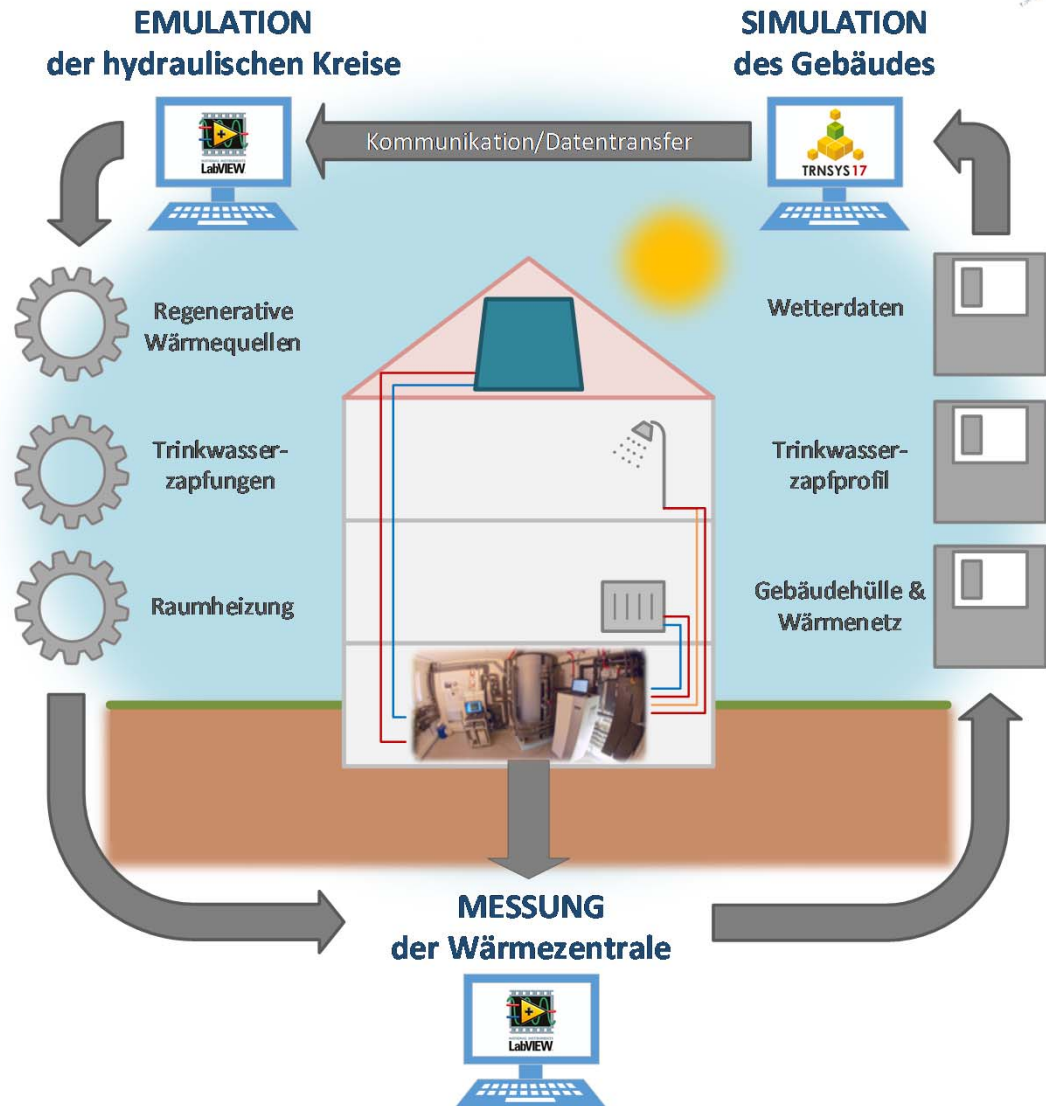 EMULATION
der hydraulischen Kreise
SIMULATION
des Gebäudes
Kommunikation/Datentransfer
LabVIEW
TRNSYS 17
Regenerative
Wärmequellen
Wetterdaten
Trinkwasser-
zapfungen
Trinkwasser-
zapfprofil
Raumheizung
Gebäudehülle &
Wärmenetz
MESSUNG
der Wärmezentrale
LabVIEW